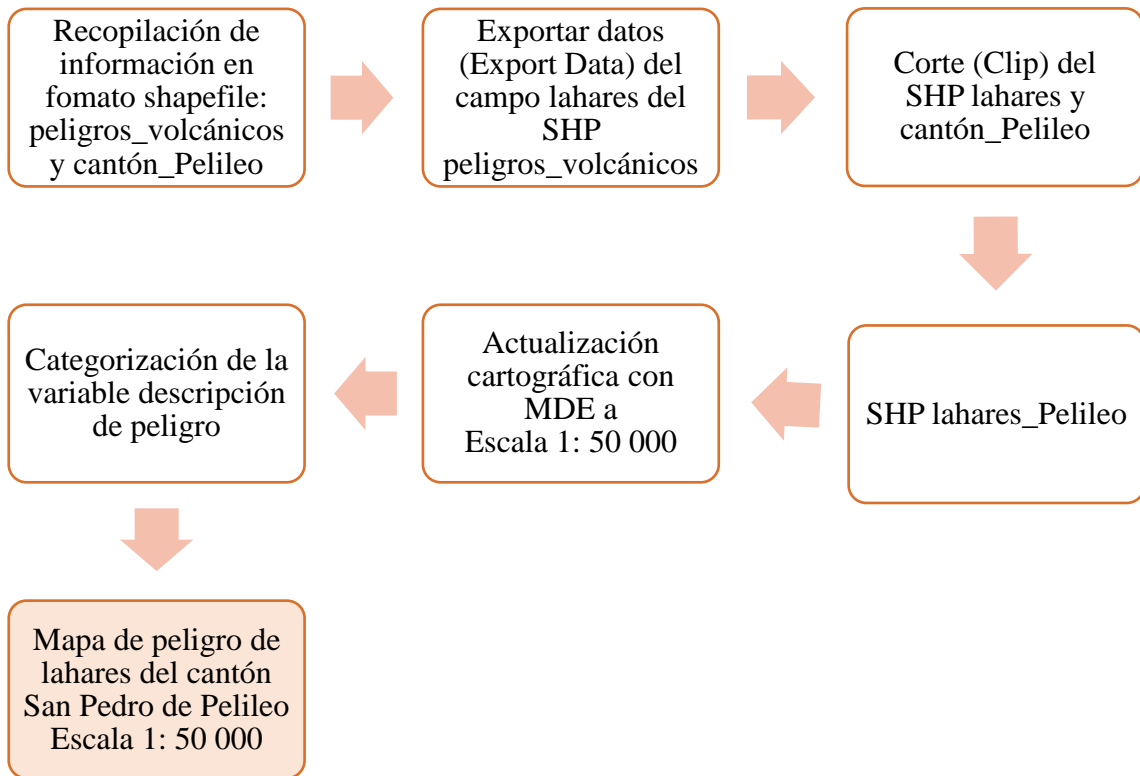 Recopilación de
información en
fomato shapefile:
peligros_volcánicos
y cantón_Pelileo
Exportar datos
(Export Data) del
campo lahares del
SHP
peligros_volcánicos
Corte (Clip) del
SHP lahares y
cantón_Pelileo
SHP lahares_Pelileo
Actualización
cartográfica con
MDE a
Escala 1: 50 000
Categorización de la
variable descripción
de peligro
Mapa de peligro de
lahares del cantón
San Pedro de Pelileo
Escala 1: 50 000